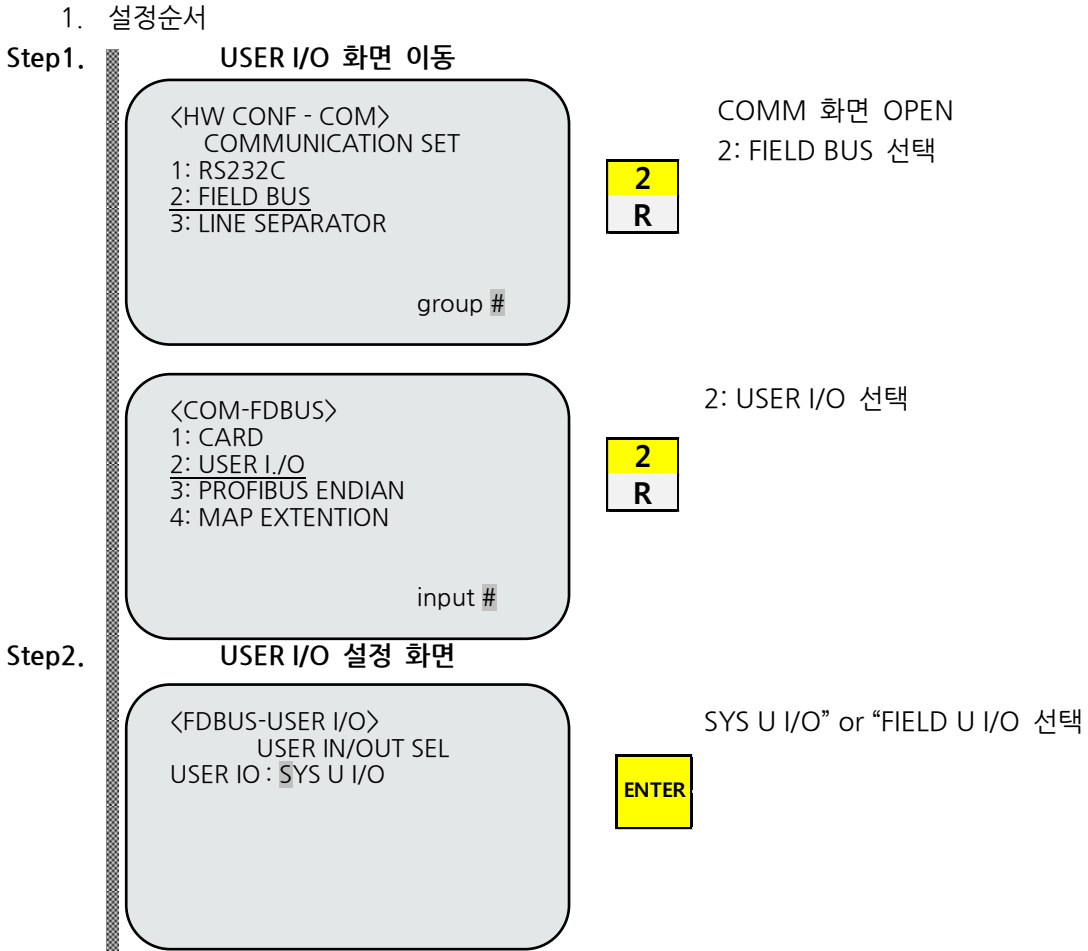 1. 설정순서
Step1. USER I/O 화면 이동
<HW CONF - COM>
COMMUNICATION SET
1: RS232C
2: FIELD BUS
3: LINE SEPARATOR
group #
2
R
COMM 화면 OPEN
2: FIELD BUS 선택
<COM-FDBUS>
1: CARD
2: USER I./O
3: PROFIBUS ENDIAN
4: MAP EXTENTION
input #
2
R
2: USER I/O 선택
Step2. USER I/O 설정 화면
<FDBUS-USER I/O>
USER IN/OUT SEL
USER IO : SYS U I/O
ENTER
SYS U I/O” or “FIELD U I/O 선택